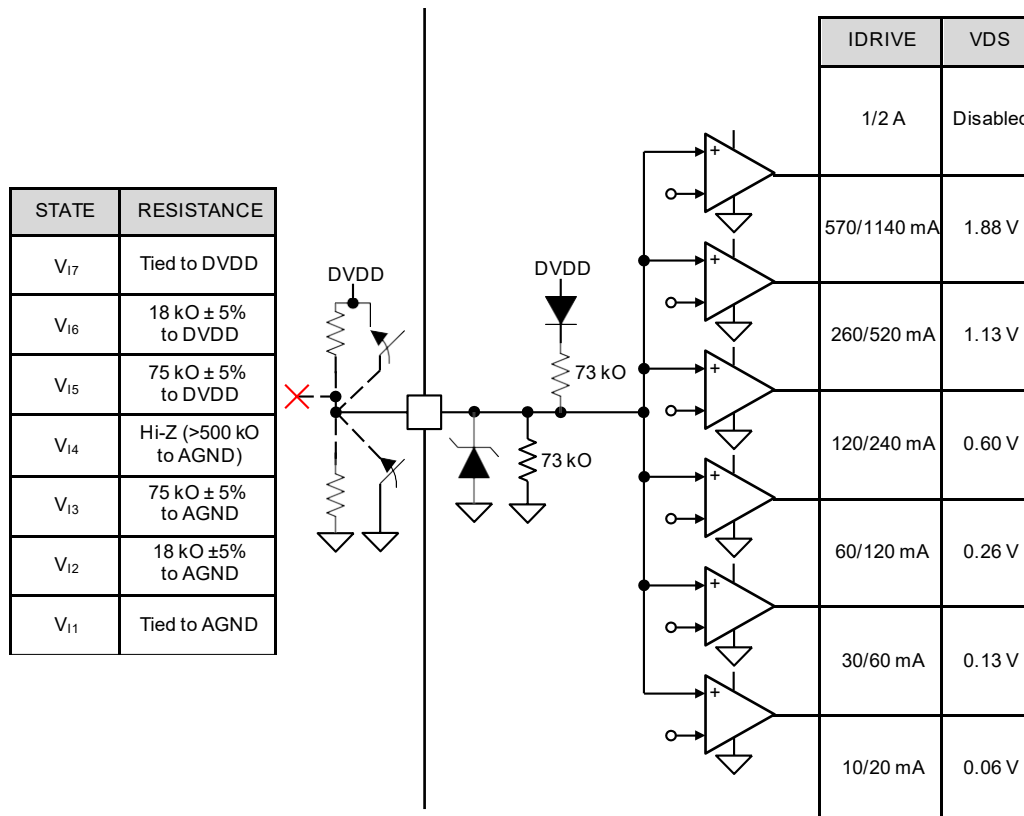 IDRIVE VDS
1/2 A Disabled
570/1140 mA 1.88 V
260/520 mA 1.13 V
120/240 mA 0.60 V
60/120 mA 0.26 V
30/60 mA 0.13 V
10/20 mA 0.06 V
STATE RESISTANCE
VI7 Tied to DVDD
VI6 18 kO ± 5%
to DVDD
VI5 75 kO ± 5%
to DVDD
VI4 Hi-Z (>500 kO
to AGND)
VI3 75 kO ± 5%
to AGND
VI2 18 kO ±5%
to AGND
VI1 Tied to AGND
DVDD
DVDD
73 kO
73 kO
+
+
+
+
+
+